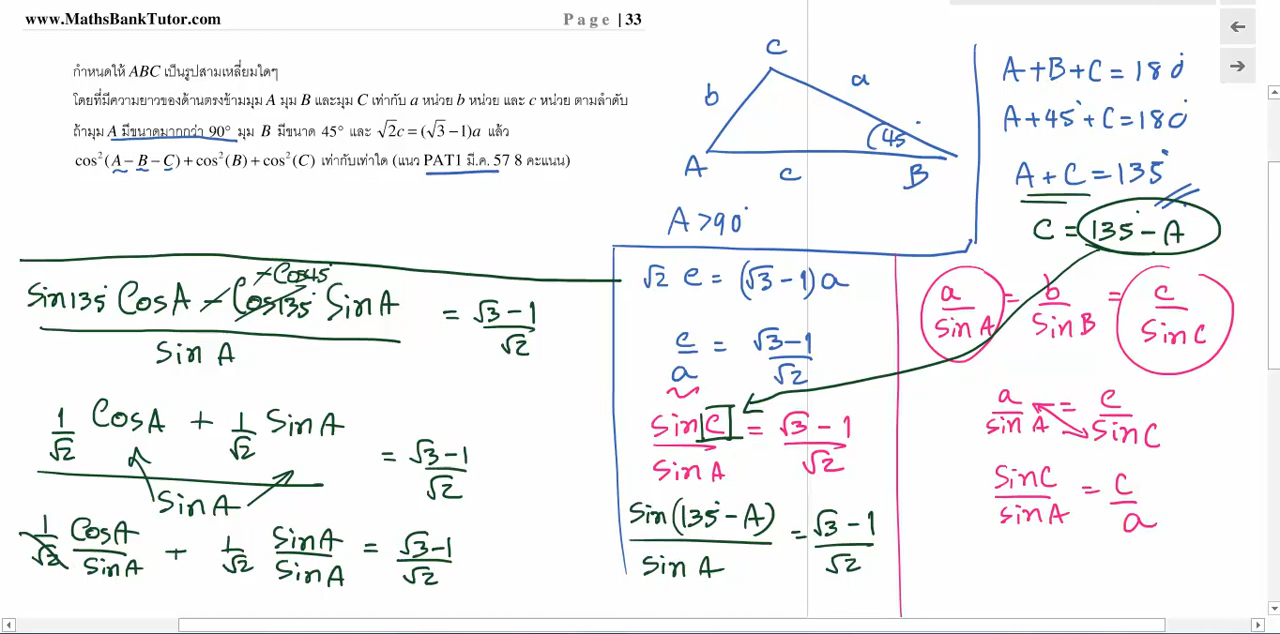 www.MathsBankTutor.com
Page | 33
กำหนดให้ ABC เป็นรูปสามเหลี่ยมใดๆ
โดยที่มีความยาวของด้านตรงข้ามมุม A มุม B และมุม C เท่ากับ a หน่วย b หน่วย และ c หน่วย ตามลำดับ
ถ้ามุม A มีขนาดมากกว่า 90° มุม B มีขนาด 45° และ √2c = (√3 −1)a แล้ว
cos²(A − B − C) + cos²(B) + cos²(C) เท่ากับเท่าใด (แนว PAT1 มี.ค. 57 8 คะแนน)
C
b
a
45°
A
c
B
A > 90°
A + B + C = 180°
A + 45° + C = 180°
A + C = 135°
C = 135° − A
−Cos45°
Sin135° CosA − Cos135° SinA
= √3 − 1
Sin A
√2
1/√2 CosA + 1/√2 SinA
= √3 − 1
√2
SinA
1/√2 CosA/SinA + 1/√2 SinA/SinA = √3−1/√2
√2 c = (√3 − 1) a
c/a = √3−1/√2
sin C/Sin A = √3 − 1/√2
Sin(135° − A)/Sin A = √3 − 1/√2
a/sin A = b/sin B = c/sin C
a/sin A = c/sin C
sin C/sin A = c/a